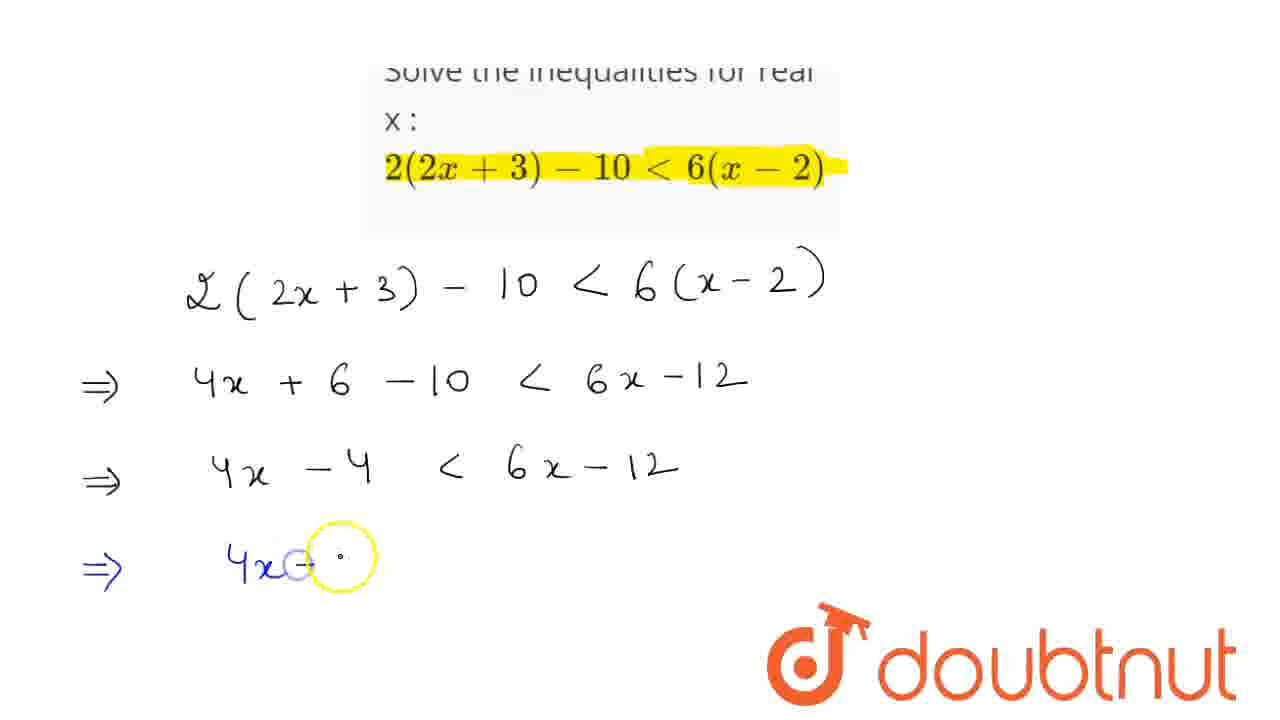 Solve the inequalities for real
x :
2(2x + 3) − 10 < 6(x − 2)
2(2x + 3) − 10 < 6(x − 2)
⇒ 4x + 6 − 10 < 6x − 12
⇒ 4x − 4 < 6x − 12
⇒ 4x −
doubtnut